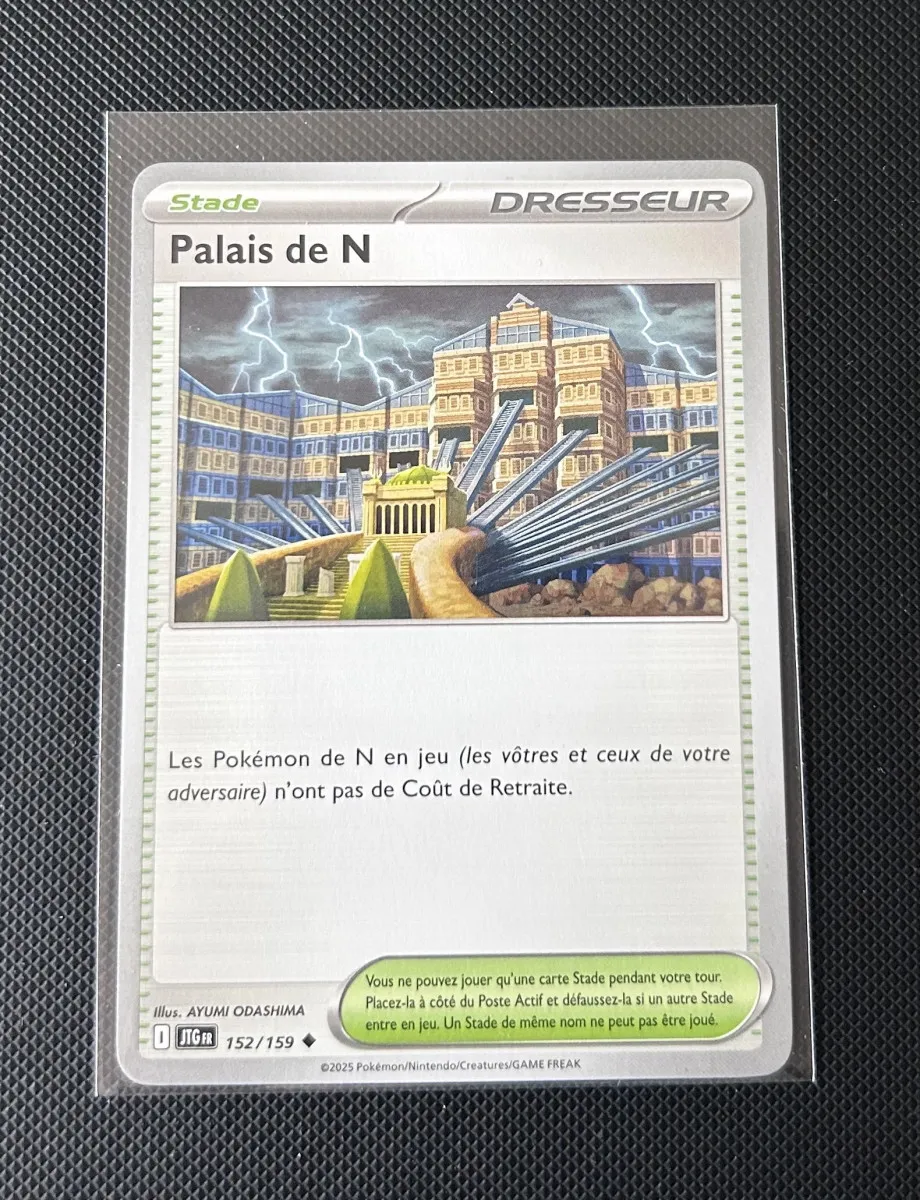 Stade
DRESSEUR
Palais de N
Les Pokémon de N en jeu (les vôtres et ceux de votre
adversaire) n'ont pas de Coût de Retraite.
Vous ne pouvez jouer qu'une carte Stade pendant votre tour.
Placez-la à côté du Poste Actif et défaussez-la si un autre Stade
entre en jeu. Un Stade de même nom ne peut pas être joué.
Illus. AYUMI ODASHIMA
I JTG FR 152/159
©2025 Pokémon/Nintendo/Creatures/GAME FREAK